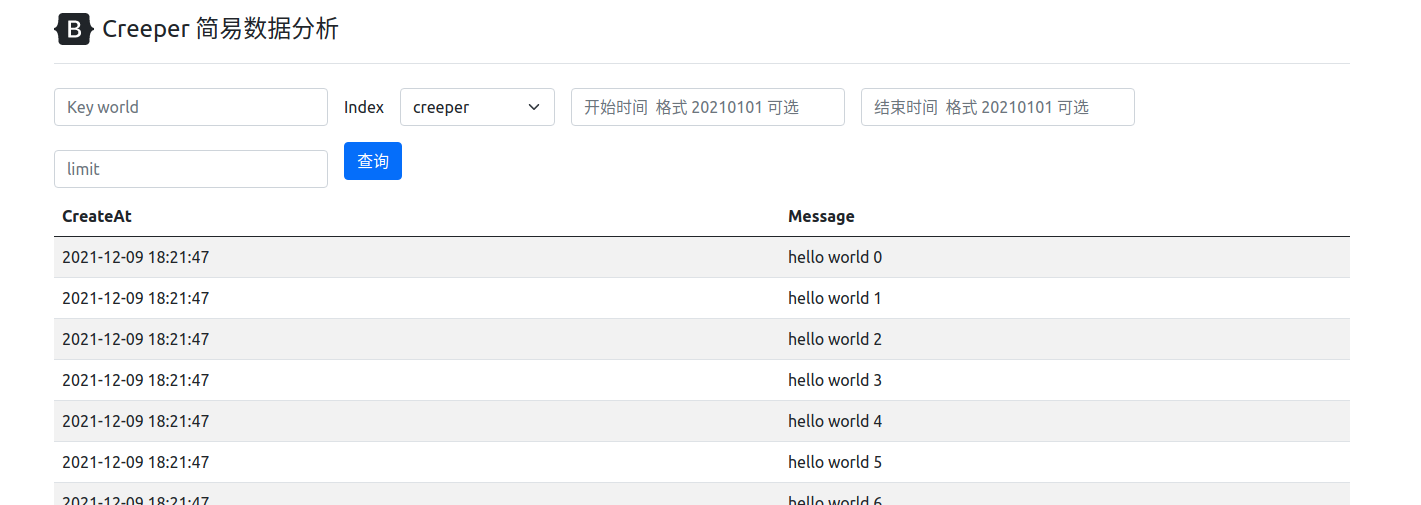 B Creeper 简易数据分析
Key world Index creeper 开始时间 格式 20210101 可选 结束时间 格式 20210101 可选
limit 查询
CreateAt Message
2021-12-09 18:21:47 hello world 0
2021-12-09 18:21:47 hello world 1
2021-12-09 18:21:47 hello world 2
2021-12-09 18:21:47 hello world 3
2021-12-09 18:21:47 hello world 4
2021-12-09 18:21:47 hello world 5
2021-12-09 18:21:47 hello world 6